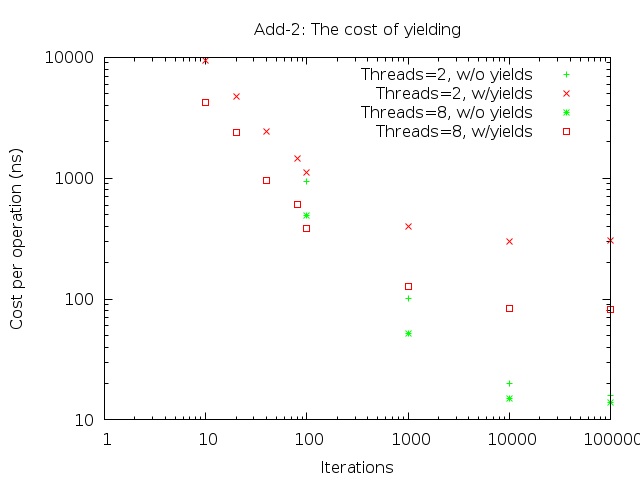 Add-2: The cost of yielding
10000
1000
100
10
Cost per operation (ns)
Threads=2, w/o yields
Threads=2, w/yields
Threads=8, w/o yields
Threads=8, w/yields
1 10 100 1000 10000 100000
Iterations